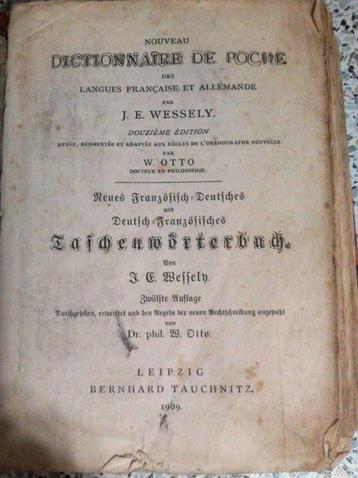 NOUVEAU
DICTIONNAIRE DE POCHE
DES
LANGUES FRANÇAISE ET ALLEMANDE
PAR
J. E. WESSELY.
DOUZIÈME ÉDITION
REVUE, AUGMENTÉE ET ADAPTÉE AUX RÈGLES DE L'ORTHOGRAPHE NOUVELLE
PAR
W. OTTO
DOCTEUR EN PHILOSOPHIE.
Neues Französisch-Deutsches
und
Deutsch-Französisches
Taschenwörterbuch.
Von
J. E. Wessely.
Zwölfte Auflage
Durchgesehen, erweitert und den Regeln der neuen Rechtschreibung angepaßt
von
Dr. phil. W. Otto.
LEIPZIG
BERNHARD TAUCHNITZ.
1909.